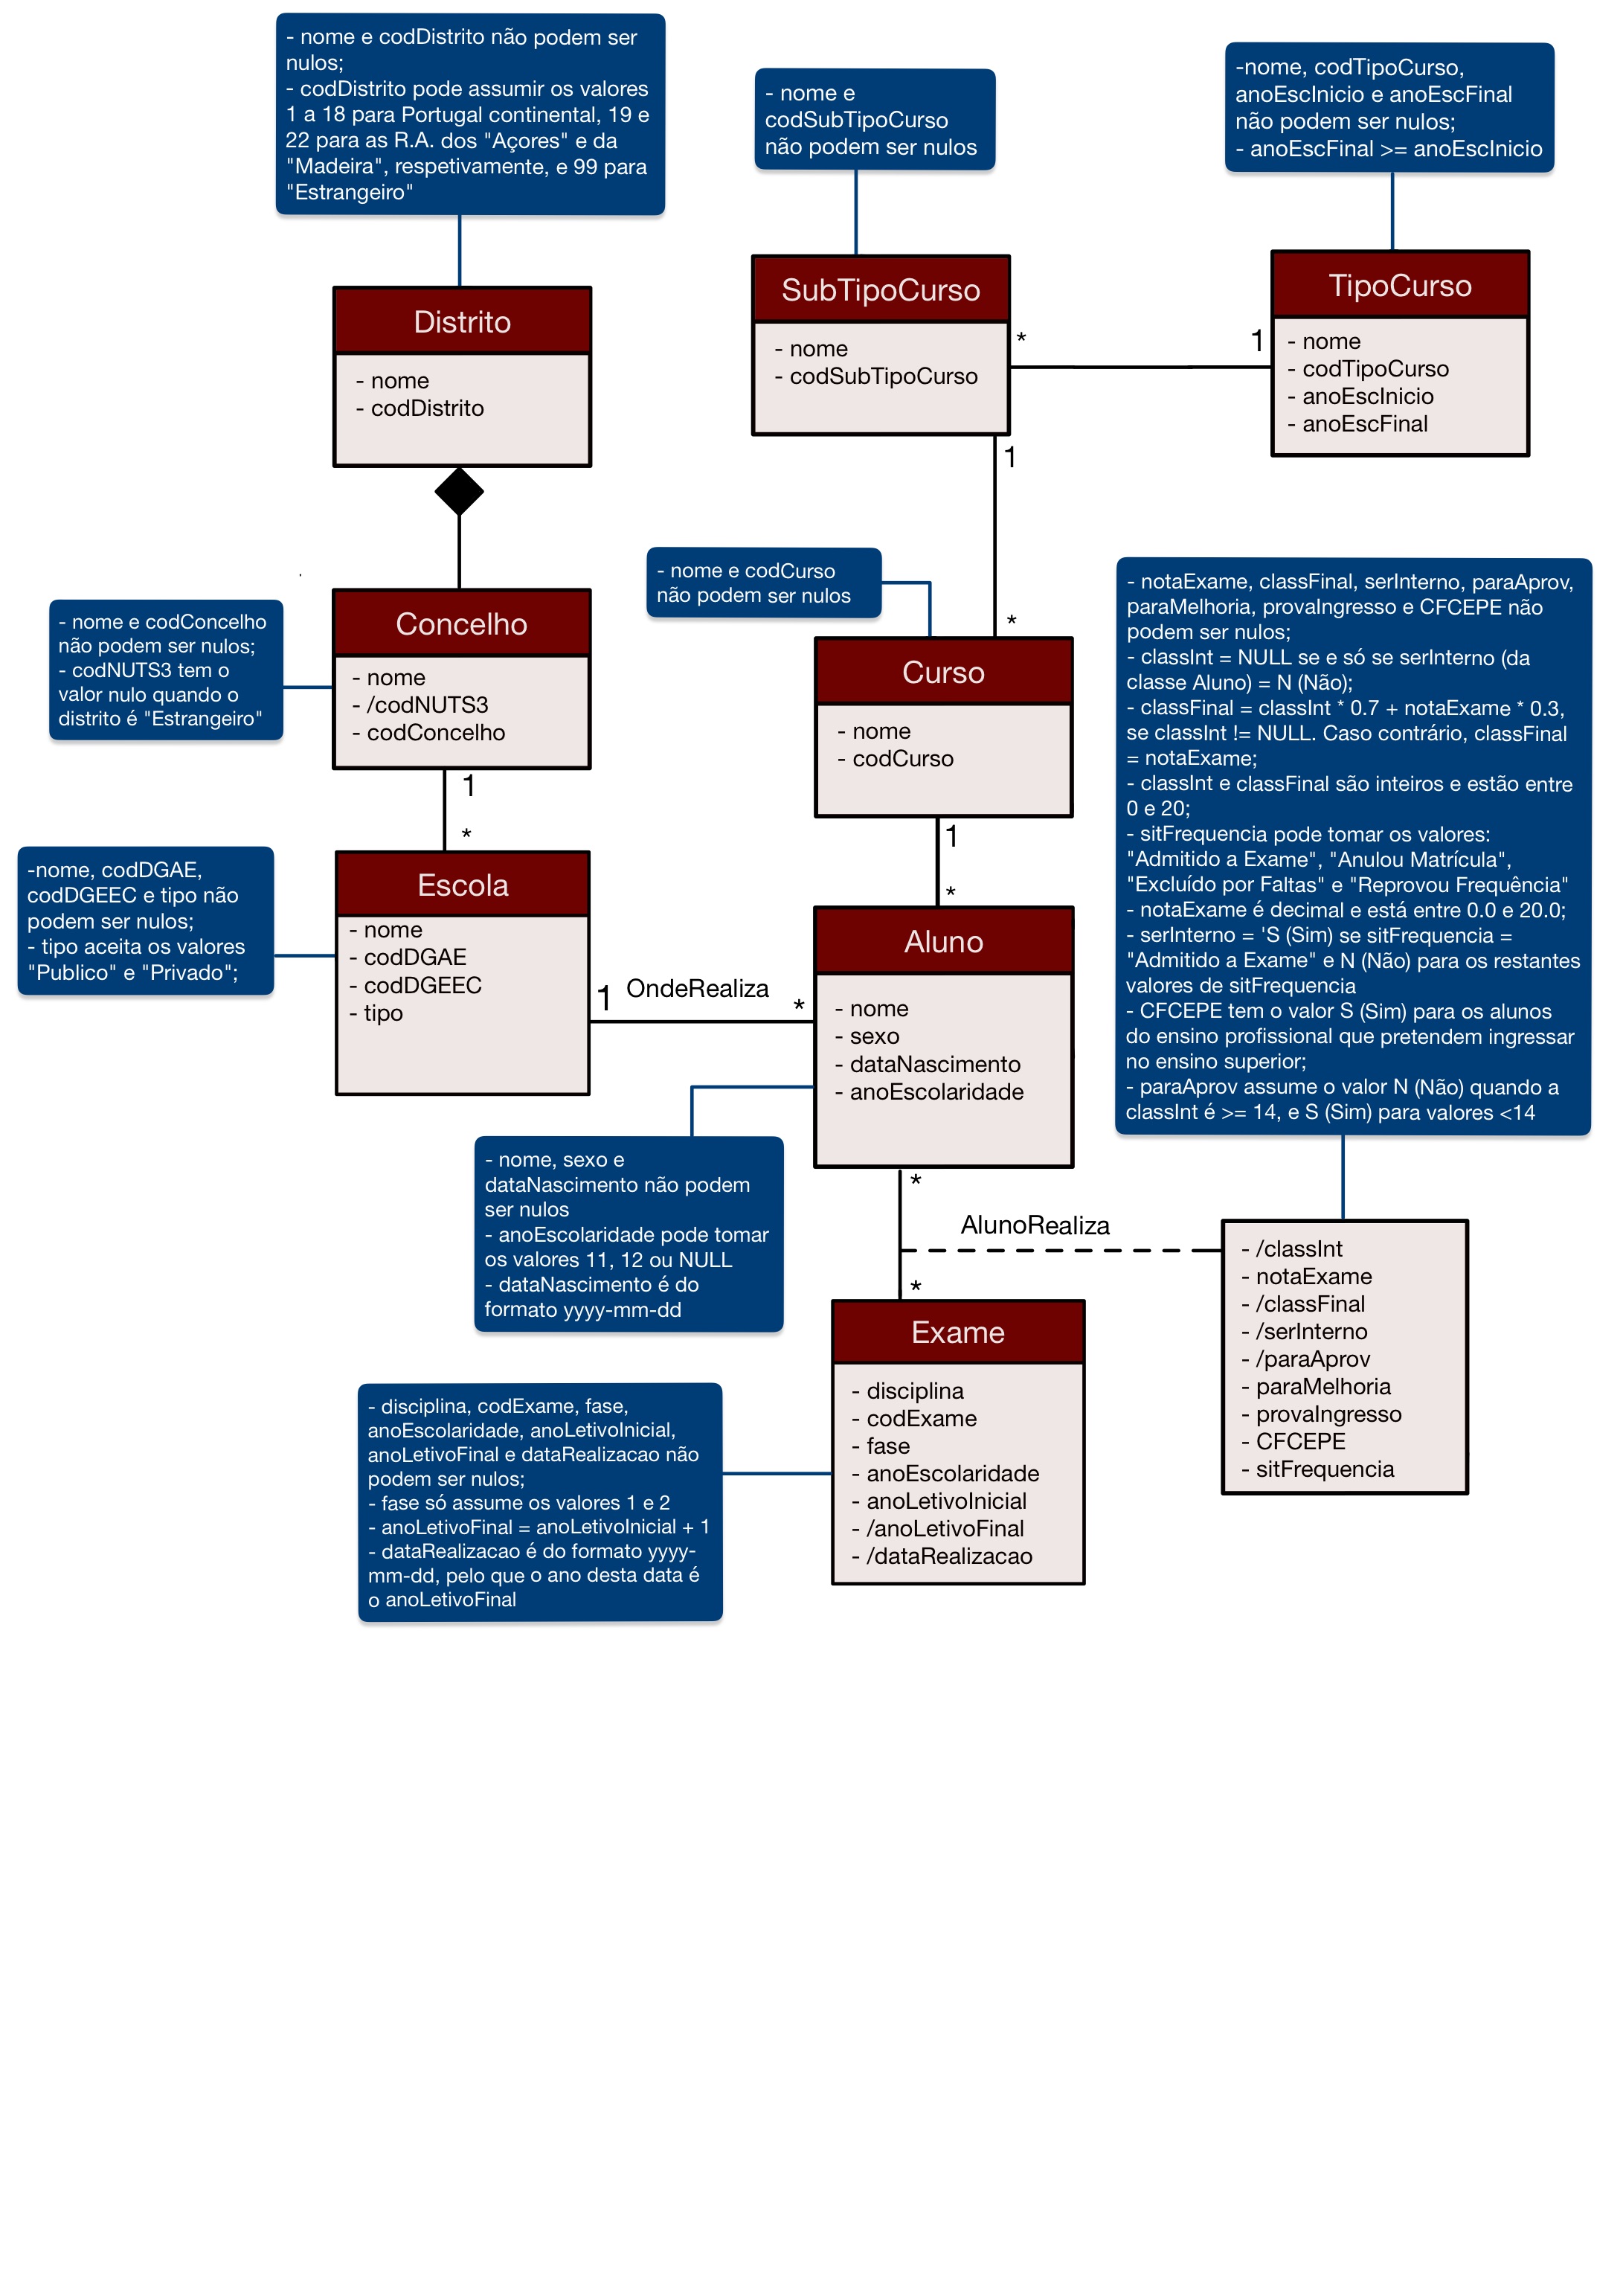 - nome e codDistrito não podem ser
nulos;
- codDistrito pode assumir os valores
1 a 18 para Portugal continental, 19 e
22 para as R.A. dos "Açores" e da
"Madeira", respetivamente, e 99 para
"Estrangeiro"
- nome e
codSubTipoCurso
não podem ser nulos
-nome, codTipoCurso,
anoEscInicio e anoEscFinal
não podem ser nulos;
- anoEscFinal >= anoEscInicio
Distrito
- nome
- codDistrito
SubTipoCurso
- nome
- codSubTipoCurso
*
1
TipoCurso
- nome
- codTipoCurso
- anoEscInicio
- anoEscFinal
1
*
- nome e codConcelho
não podem ser nulos;
- codNUTS3 tem o
valor nulo quando o
distrito é "Estrangeiro"
Concelho
- nome
- /codNUTS3
- codConcelho
- nome e codCurso
não podem ser nulos
Curso
- nome
- codCurso
1
*
1
*
-nome, codDGAE,
codDGEEC e tipo não
podem ser nulos;
- tipo aceita os valores
"Publico" e "Privado";
Escola
- nome
- codDGAE
- codDGEEC
- tipo
1
OndeRealiza
*
Aluno
- nome
- sexo
- dataNascimento
- anoEscolaridade
- notaExame, classFinal, serInterno, paraAprov,
paraMelhoria, provaIngresso e CFCEPE não
podem ser nulos;
- classInt = NULL se e só se serInterno (da
classe Aluno) = N (Não);
- classFinal = classInt * 0.7 + notaExame * 0.3,
se classInt != NULL. Caso contrário, classFinal
= notaExame;
- classInt e classFinal são inteiros e estão entre
0 e 20;
- sitFrequencia pode tomar os valores:
"Admitido a Exame", "Anulou Matrícula",
"Excluído por Faltas" e "Reprovou Frequência"
- notaExame é decimal e está entre 0.0 e 20.0;
- serInterno = 'S (Sim) se sitFrequencia =
"Admitido a Exame" e N (Não) para os restantes
valores de sitFrequencia
- CFCEPE tem o valor S (Sim) para os alunos
do ensino profissional que pretendem ingressar
no ensino superior;
- paraAprov assume o valor N (Não) quando a
classInt é >= 14, e S (Sim) para valores <14
- nome, sexo e
dataNascimento não podem
ser nulos
- anoEscolaridade pode tomar
os valores 11, 12 ou NULL
- dataNascimento é do
formato yyyy-mm-dd
*
AlunoRealiza
*
- /classInt
- notaExame
- /classFinal
- /serInterno
- /paraAprov
- paraMelhoria
- provaIngresso
- CFCEPE
- sitFrequencia
Exame
- disciplina
- codExame
- fase
- anoEscolaridade
- anoLetivoInicial
- /anoLetivoFinal
- /dataRealizacao
- disciplina, codExame, fase,
anoEscolaridade, anoLetivoInicial,
anoLetivoFinal e dataRealizacao não
podem ser nulos;
- fase só assume os valores 1 e 2
- anoLetivoFinal = anoLetivoInicial + 1
- dataRealizacao é do formato yyyy-
mm-dd, pelo que o ano desta data é
o anoLetivoFinal